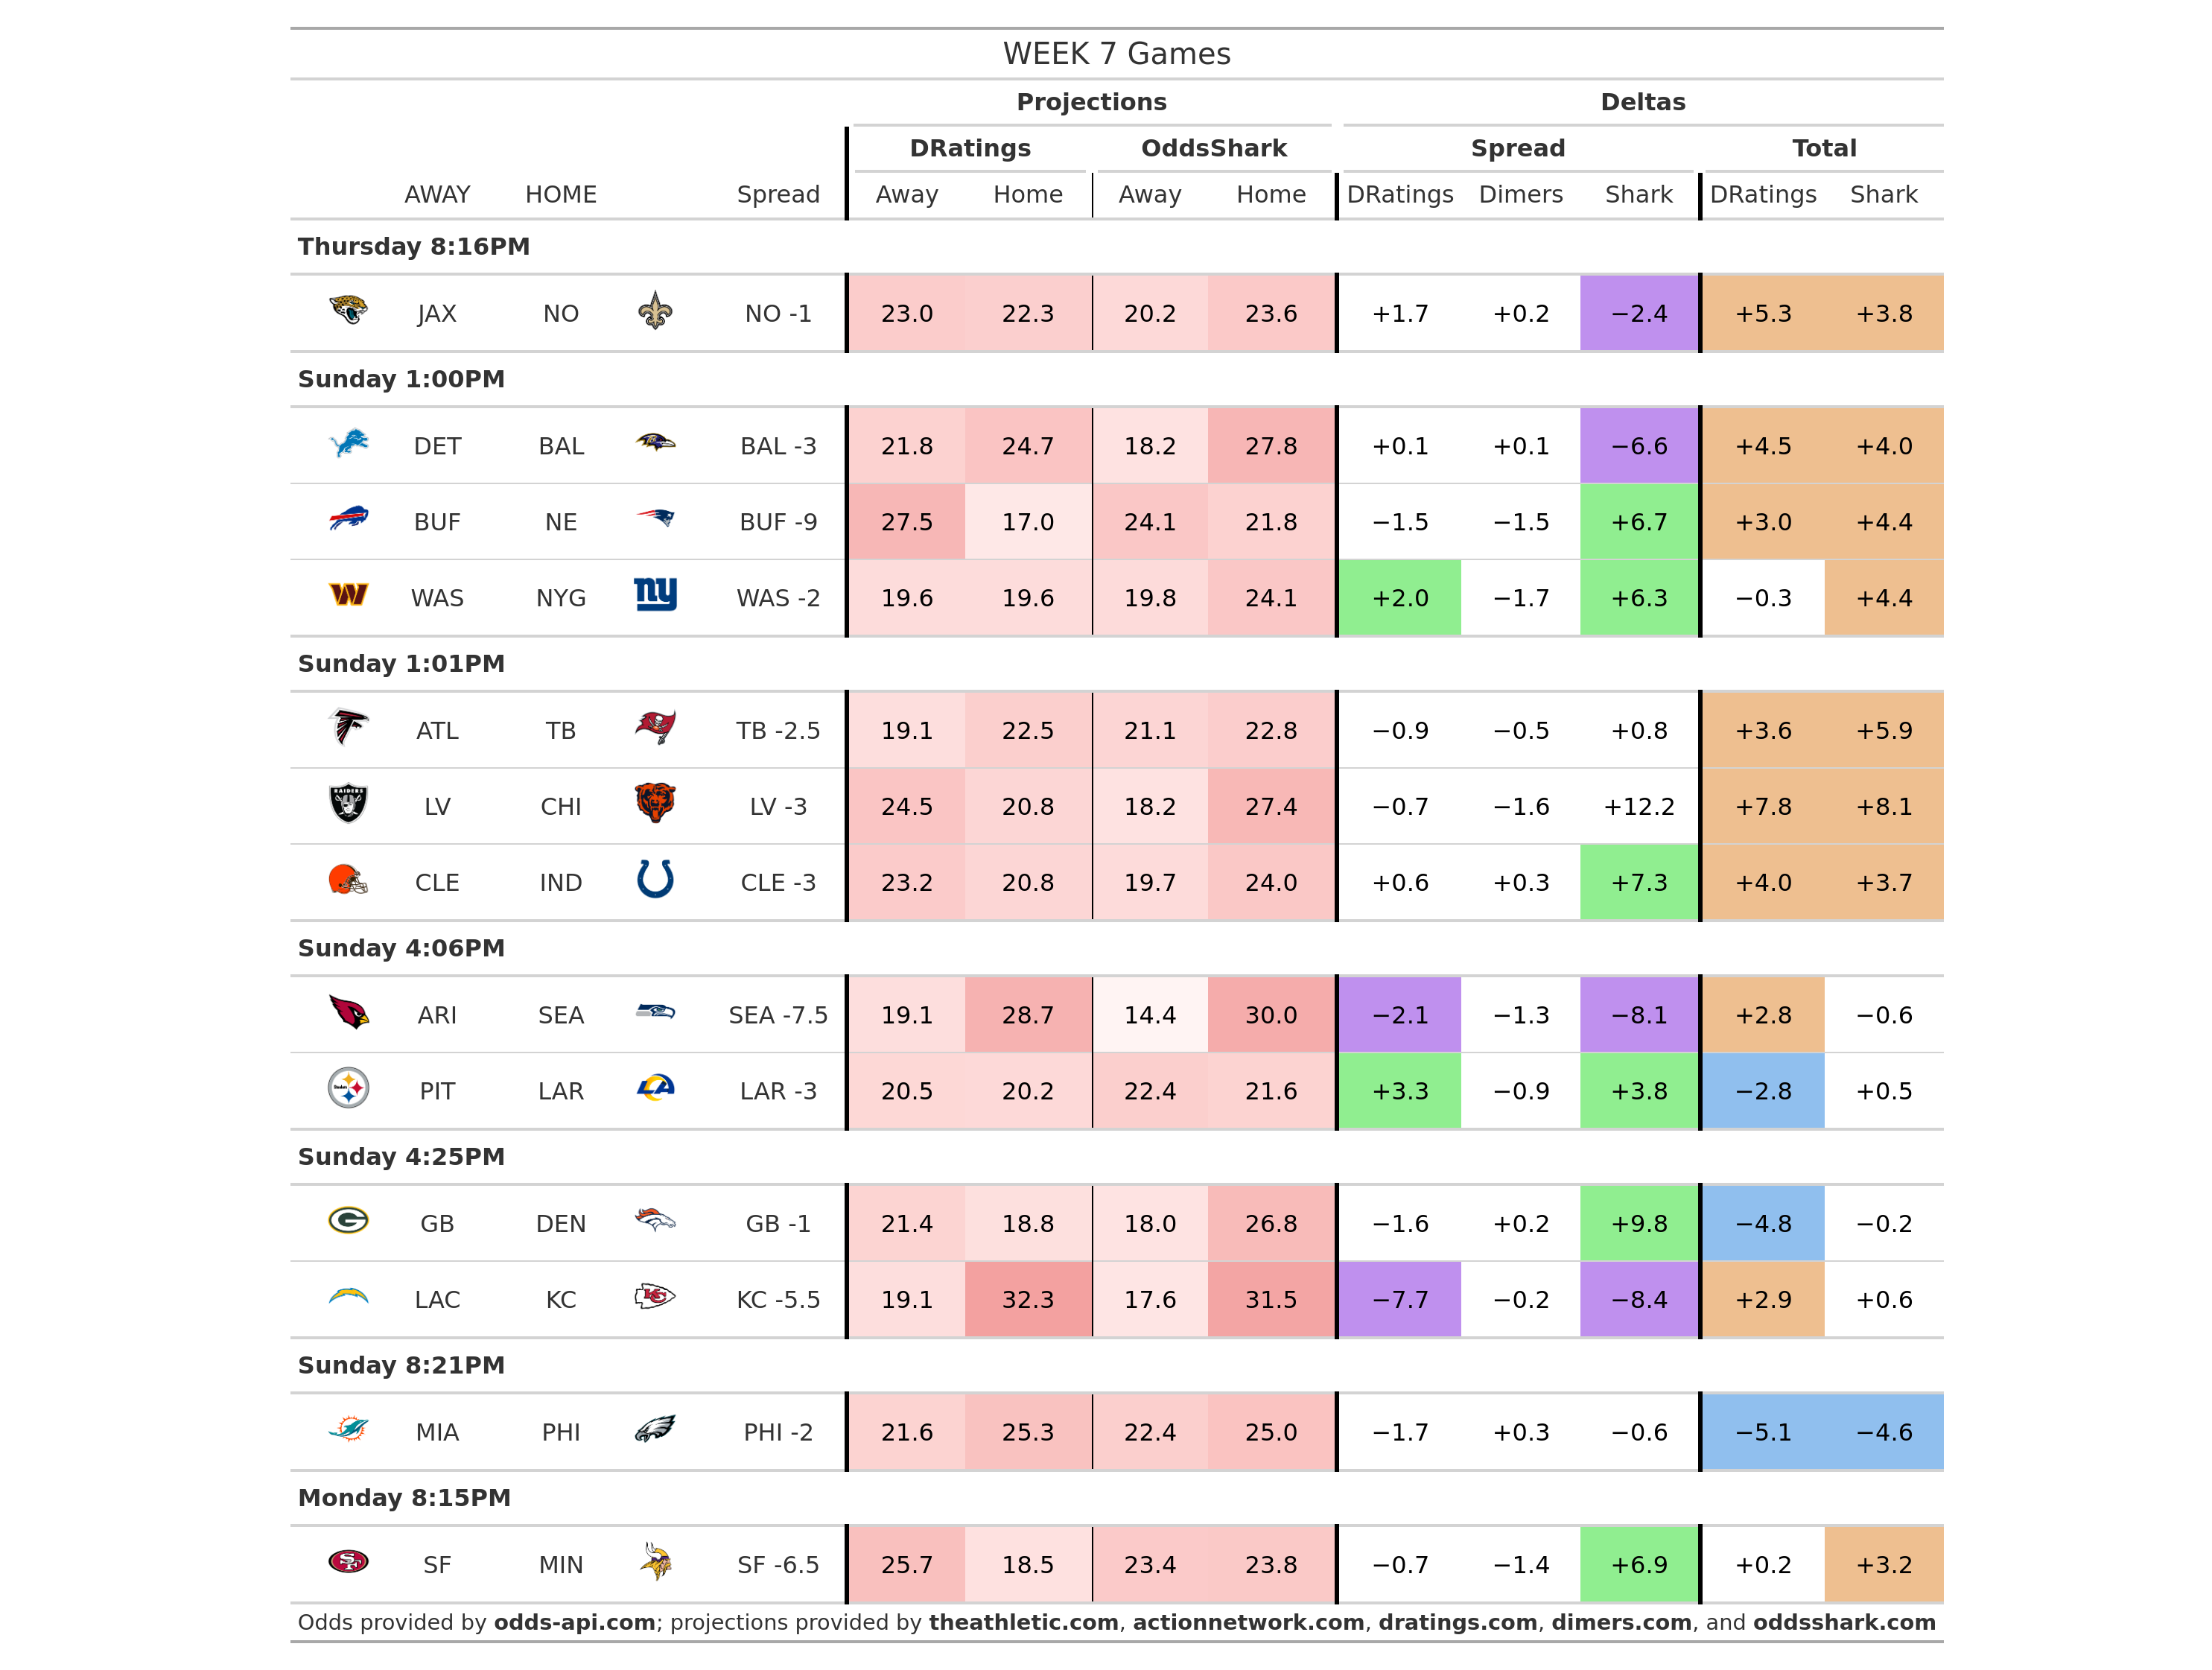 WEEK 7 Games
Projections Deltas
DRatings OddsShark Spread Total
AWAY HOME Spread Away Home Away Home DRatings Dimers Shark DRatings Shark
Thursday 8:16PM
JAX NO NO -1 23.0 22.3 20.2 23.6 +1.7 +0.2 −2.4 +5.3 +3.8
Sunday 1:00PM
DET BAL BAL -3 21.8 24.7 18.2 27.8 +0.1 +0.1 −6.6 +4.5 +4.0
BUF NE BUF -9 27.5 17.0 24.1 21.8 −1.5 −1.5 +6.7 +3.0 +4.4
WAS NYG ny WAS -2 19.6 19.6 19.8 24.1 +2.0 −1.7 +6.3 −0.3 +4.4
Sunday 1:01PM
ATL TB TB -2.5 19.1 22.5 21.1 22.8 −0.9 −0.5 +0.8 +3.6 +5.9
RAIDERS LV CHI LV -3 24.5 20.8 18.2 27.4 −0.7 −1.6 +12.2 +7.8 +8.1
CLE IND CLE -3 23.2 20.8 19.7 24.0 +0.6 +0.3 +7.3 +4.0 +3.7
Sunday 4:06PM
ARI SEA SEA -7.5 19.1 28.7 14.4 30.0 −2.1 −1.3 −8.1 +2.8 −0.6
Steelers PIT LAR LA LAR -3 20.5 20.2 22.4 21.6 +3.3 −0.9 +3.8 −2.8 +0.5
Sunday 4:25PM
G GB DEN GB -1 21.4 18.8 18.0 26.8 −1.6 +0.2 +9.8 −4.8 −0.2
LAC KC KC KC -5.5 19.1 32.3 17.6 31.5 −7.7 −0.2 −8.4 +2.9 +0.6
Sunday 8:21PM
MIA PHI PHI -2 21.6 25.3 22.4 25.0 −1.7 +0.3 −0.6 −5.1 −4.6
Monday 8:15PM
SF SF MIN SF -6.5 25.7 18.5 23.4 23.8 −0.7 −1.4 +6.9 +0.2 +3.2
Odds provided by odds-api.com; projections provided by theathletic.com, actionnetwork.com, dratings.com, dimers.com, and oddsshark.com